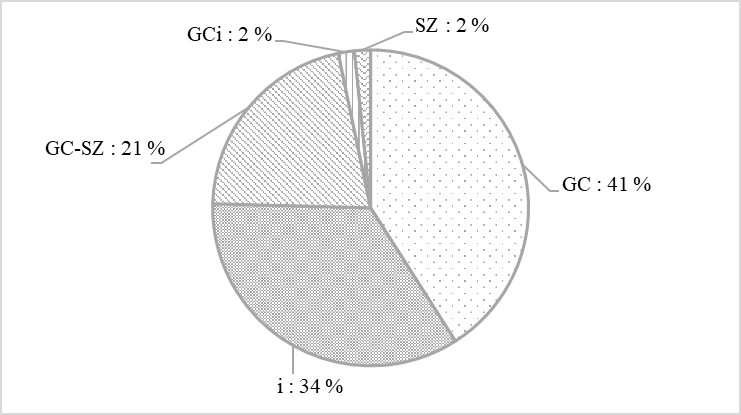 GCi : 2 %
SZ : 2 %
GC-SZ : 21 %
GC : 41 %
i : 34 %